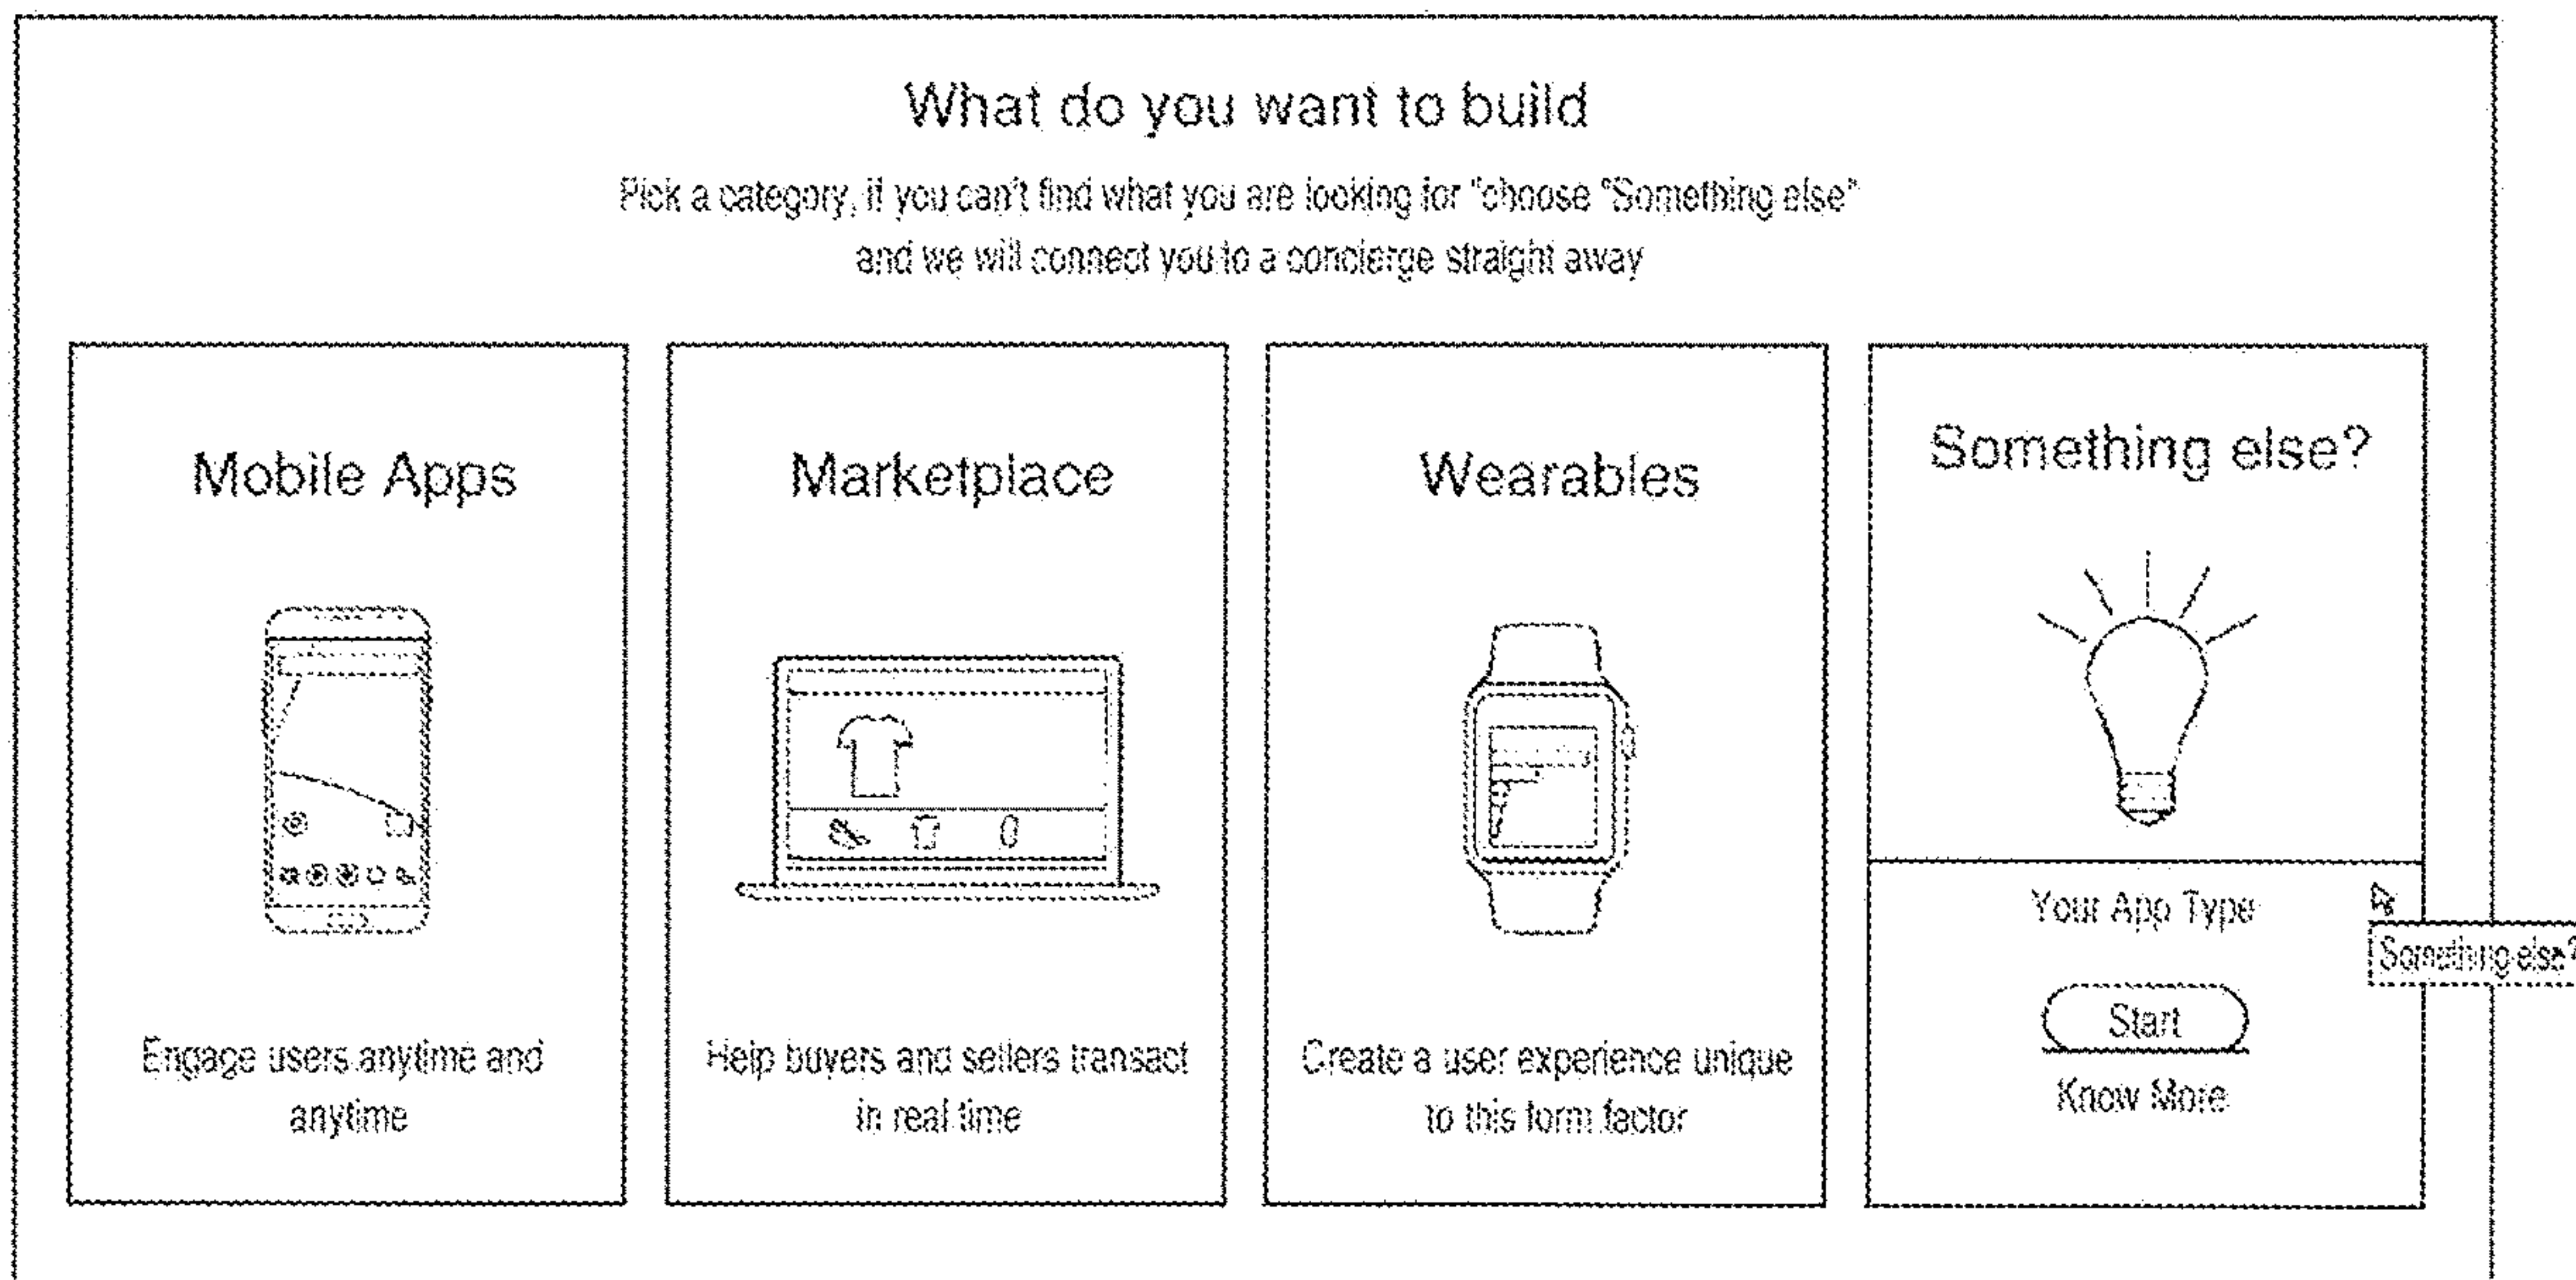 What do you want to build
Pick a category, if you can't find what you are looking for "choose "Something else"
and we will connect you to a concierge straight away
Mobile Apps
Engage users anytime and
anytime
Marketplace
Help buyers and sellers transact
in real time
Wearables
Create a user experience unique
to this form factor
Something else?
Your App Type
Something else?
Start
Know More